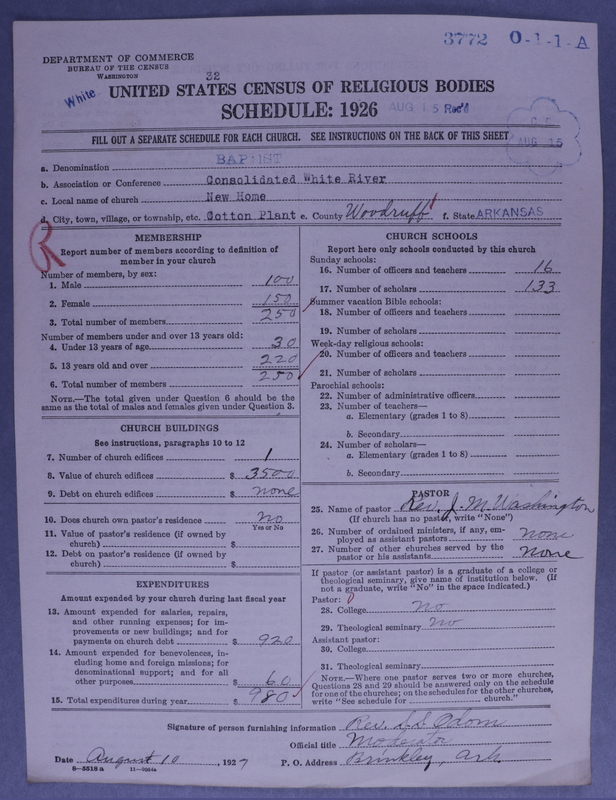 3772 O-1-1-A
DEPARTMENT OF COMMERCE
BUREAU OF THE CENSUS
WASHINGTON
32
White
UNITED STATES CENSUS OF RELIGIOUS BODIES
SCHEDULE: 1926
AUG 15 Rec'd
AUG 15
FILL OUT A SEPARATE SCHEDULE FOR EACH CHURCH. SEE INSTRUCTIONS ON THE BACK OF THIS SHEET
a. Denomination BAPTIST
b. Association or Conference Consolidated White River
c. Local name of church New Home
d. City, town, village, or township, etc. Cotton Plant e. County Woodruff f. State ARKANSAS
R
MEMBERSHIP
Report number of members according to definition of
member in your church
Number of members, by sex:
1. Male 100
2. Female 150
3. Total number of members 250
Number of members under and over 13 years old:
4. Under 13 years of age 30
5. 13 years old and over 220
6. Total number of members 250
NOTE.—The total given under Question 6 should be the
same as the total of males and females given under Question 3.
CHURCH BUILDINGS
See instructions, paragraphs 10 to 12
7. Number of church edifices 1
8. Value of church edifices $ 3500
9. Debt on church edifices $ none
10. Does church own pastor's residence No
Yes or No
11. Value of pastor's residence (if owned by
church) $
12. Debt on pastor's residence (if owned by
church) $
EXPENDITURES
Amount expended by your church during last fiscal year
13. Amount expended for salaries, repairs,
and other running expenses; for im-
provements or new buildings; and for
payments on church debt $ 920
14. Amount expended for benevolences, in-
cluding home and foreign missions; for
denominational support; and for all
other purposes $ 60
15. Total expenditures during year $ 980
CHURCH SCHOOLS
Report here only schools conducted by this church
Sunday schools:
16. Number of officers and teachers 16
17. Number of scholars 133
Summer vacation Bible schools:
18. Number of officers and teachers
19. Number of scholars
Week-day religious schools:
20. Number of officers and teachers
21. Number of scholars
Parochial schools:
22. Number of administrative officers
23. Number of teachers—
a. Elementary (grades 1 to 8)
b. Secondary
24. Number of scholars—
a. Elementary (grades 1 to 8)
b. Secondary
PASTOR
25. Name of pastor Rev. J. M. Washington
(If church has no pastor, write "None")
26. Number of ordained ministers, if any, em-
ployed as assistant pastors none
27. Number of other churches served by the
pastor or his assistants none
If pastor (or assistant pastor) is a graduate of a college or
theological seminary, give name of institution below. (If
not a graduate, write "No" in the space indicated.)
Pastor:
28. College No
29. Theological seminary No
Assistant pastor:
30. College
31. Theological seminary
NOTE.—Where one pastor serves two or more churches,
Questions 28 and 29 should be answered only on the schedule
for one of the churches; on the schedules for the other churches,
write "See schedule for church."
Signature of person furnishing information Rev. S. S. Odom
Official title Moderator
Date August 10, 1927 P. O. Address Brinkley, Ark.
8—5518 a 11—9264a